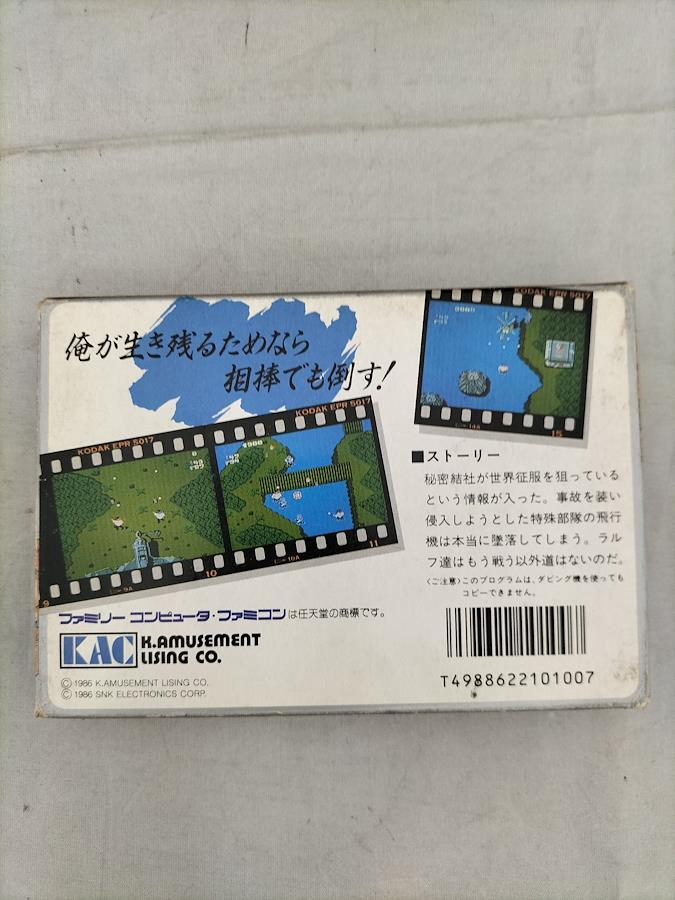 俺が生き残るためなら
相棒でも倒す!
KODAK EPR 5017
KODAK EPR 5017
KODAK EPR 5017
9
9A
10
10A
11
14A
15
■ストーリー
秘密結社が世界征服を狙っている
という情報が入った。事故を装い
侵入しようとした特殊部隊の飛行
機は本当に墜落してしまう。ラル
フ達はもう戦う以外道はないのだ。
〈ご注意〉このプログラムは、ダビング機を使っても
コピーできません。
ファミリー コンピュータ・ファミコンは任天堂の商標です。
KAC K.AMUSEMENT
LISING CO.
©1986 K.AMUSEMENT LISING CO.
©1986 SNK ELECTRONICS CORP.
T4988622101007